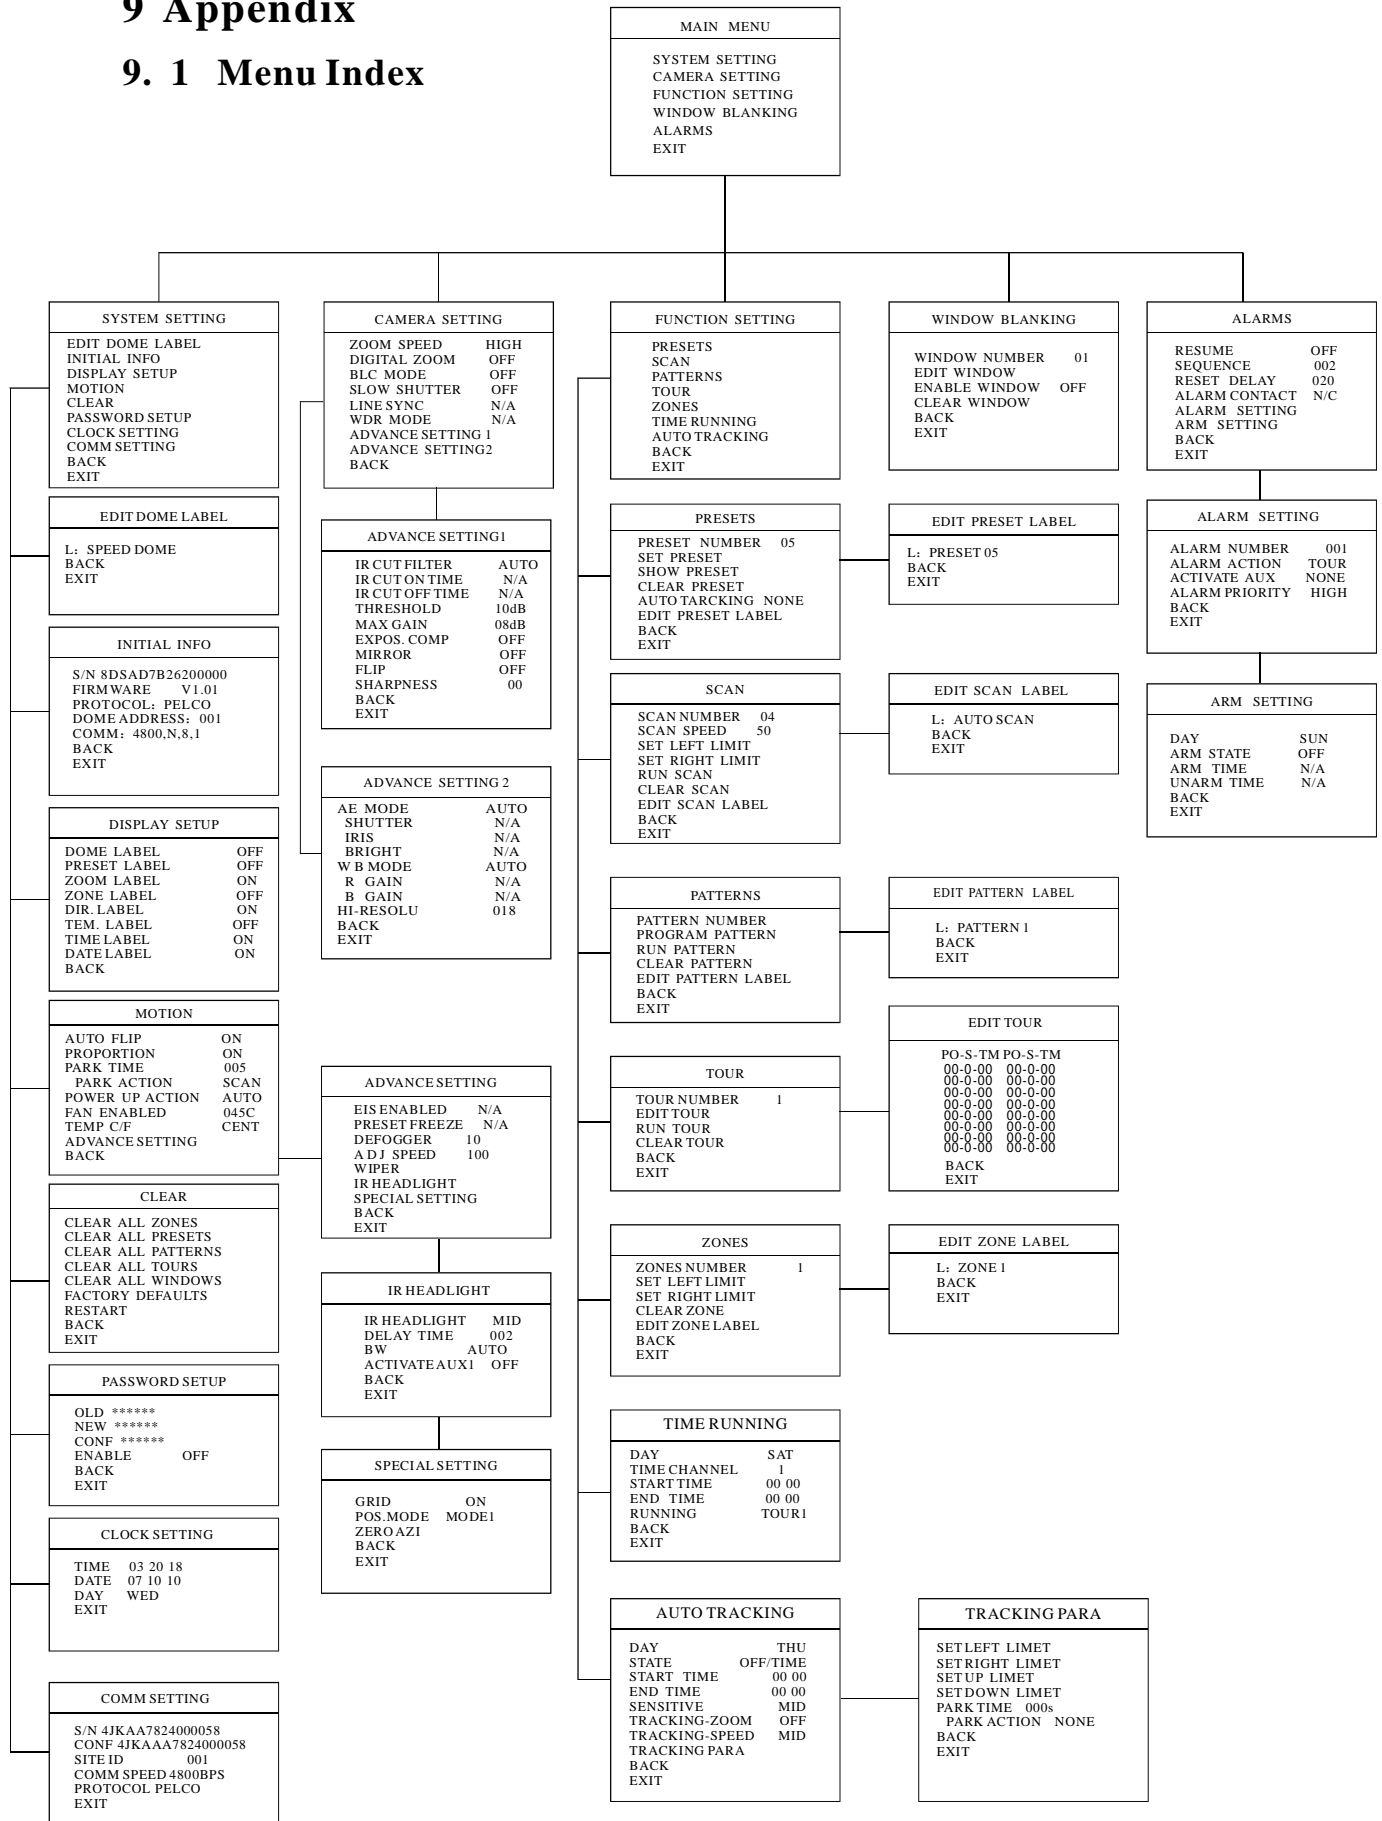 9 Appendix
9. 1 Menu Index
MAIN MENU
SYSTEM SETTING
CAMERA SETTING
FUNCTION SETTING
WINDOW BLANKING
ALARMS
EXIT
SYSTEM SETTING
EDIT DOME LABEL
INITIAL INFO
DISPLAY SETUP
MOTION
CLEAR
PASSWORD SETUP
CLOCK SETTING
COMM SETTING
BACK
EXIT
EDIT DOME LABEL
L: SPEED DOME
BACK
EXIT
INITIAL INFO
S/N 8DSAD7B26200000
FIRMWARE V1.01
PROTOCOL: PELCO
DOME ADDRESS: 001
COMM: 4800,N,8,1
BACK
EXIT
DISPLAY SETUP
DOME LABEL OFF
PRESET LABEL OFF
ZOOM LABEL ON
ZONE LABEL OFF
DIR. LABEL ON
TEM. LABEL OFF
TIME LABEL ON
DATE LABEL ON
BACK
MOTION
AUTO FLIP ON
PROPORTION ON
PARK TIME 005
PARK ACTION SCAN
POWER UP ACTION AUTO
FAN ENABLED 045C
TEMP C/F CENT
ADVANCE SETTING
BACK
CLEAR
CLEAR ALL ZONES
CLEAR ALL PRESETS
CLEAR ALL PATTERNS
CLEAR ALL TOURS
CLEAR ALL WINDOWS
FACTORY DEFAULTS
RESTART
BACK
EXIT
PASSWORD SETUP
OLD ******
NEW ******
CONF ******
ENABLE OFF
BACK
EXIT
CLOCK SETTING
TIME 03 20 18
DATE 07 10 10
DAY WED
EXIT
COMM SETTING
S/N 4JKAA7824000058
CONF 4JKAAA7824000058
SITE ID 001
COMM SPEED 4800BPS
PROTOCOL PELCO
EXIT
CAMERA SETTING
ZOOM SPEED HIGH
DIGITAL ZOOM OFF
BLC MODE OFF
SLOW SHUTTER OFF
LINE SYNC N/A
WDR MODE N/A
ADVANCE SETTING 1
ADVANCE SETTING2
BACK
ADVANCE SETTING1
IR CUT FILTER AUTO
IR CUT ON TIME N/A
IR CUT OFF TIME N/A
THRESHOLD 10dB
MAX GAIN 08dB
EXPOS. COMP OFF
MIRROR OFF
FLIP OFF
SHARPNESS 00
BACK
EXIT
ADVANCE SETTING 2
AE MODE AUTO
SHUTTER N/A
IRIS N/A
BRIGHT N/A
W B MODE AUTO
R GAIN N/A
B GAIN N/A
HI-RESOLU 018
BACK
EXIT
ADVANCE SETTING
EIS ENABLED N/A
PRESET FREEZE N/A
DEFOGGER 10
A D J SPEED 100
WIPER
IR HEADLIGHT
SPECIAL SETTING
BACK
EXIT
IR HEADLIGHT
IR HEADLIGHT MID
DELAY TIME 002
BW AUTO
ACTIVATE AUX1 OFF
BACK
EXIT
SPECIAL SETTING
GRID ON
POS.MODE MODE1
ZERO AZI
BACK
EXIT
FUNCTION SETTING
PRESETS
SCAN
PATTERNS
TOUR
ZONES
TIME RUNNING
AUTO TRACKING
BACK
EXIT
PRESETS
PRESET NUMBER 05
SET PRESET
SHOW PRESET
CLEAR PRESET
AUTO TARCKING NONE
EDIT PRESET LABEL
BACK
EXIT
SCAN
SCAN NUMBER 04
SCAN SPEED 50
SET LEFT LIMIT
SET RIGHT LIMIT
RUN SCAN
CLEAR SCAN
EDIT SCAN LABEL
BACK
EXIT
PATTERNS
PATTERN NUMBER
PROGRAM PATTERN
RUN PATTERN
CLEAR PATTERN
EDIT PATTERN LABEL
BACK
EXIT
TOUR
TOUR NUMBER 1
EDIT TOUR
RUN TOUR
CLEAR TOUR
BACK
EXIT
ZONES
ZONES NUMBER 1
SET LEFT LIMIT
SET RIGHT LIMIT
CLEAR ZONE
EDIT ZONE LABEL
BACK
EXIT
TIME RUNNING
DAY SAT
TIME CHANNEL 1
START TIME 00 00
END TIME 00 00
RUNNING TOUR1
BACK
EXIT
AUTO TRACKING
DAY THU
STATE OFF/TIME
START TIME 00 00
END TIME 00 00
SENSITIVE MID
TRACKING-ZOOM OFF
TRACKING-SPEED MID
TRACKING PARA
BACK
EXIT
WINDOW BLANKING
WINDOW NUMBER 01
EDIT WINDOW
ENABLE WINDOW OFF
CLEAR WINDOW
BACK
EXIT
EDIT PRESET LABEL
L: PRESET 05
BACK
EXIT
EDIT SCAN LABEL
L: AUTO SCAN
BACK
EXIT
EDIT PATTERN LABEL
L: PATTERN 1
BACK
EXIT
EDIT TOUR
PO-S-TM PO-S-TM
00-0-00 00-0-00
00-0-00 00-0-00
00-0-00 00-0-00
00-0-00 00-0-00
00-0-00 00-0-00
00-0-00 00-0-00
00-0-00 00-0-00
00-0-00 00-0-00
BACK
EXIT
EDIT ZONE LABEL
L: ZONE 1
BACK
EXIT
TRACKING PARA
SET LEFT LIMET
SET RIGHT LIMET
SET UP LIMET
SET DOWN LIMET
PARK TIME 000s
PARK ACTION NONE
BACK
EXIT
ALARMS
RESUME OFF
SEQUENCE 002
RESET DELAY 020
ALARM CONTACT N/C
ALARM SETTING
ARM SETTING
BACK
EXIT
ALARM SETTING
ALARM NUMBER 001
ALARM ACTION TOUR
ACTIVATE AUX NONE
ALARM PRIORITY HIGH
BACK
EXIT
ARM SETTING
DAY SUN
ARM STATE OFF
ARM TIME N/A
UNARM TIME N/A
BACK
EXIT